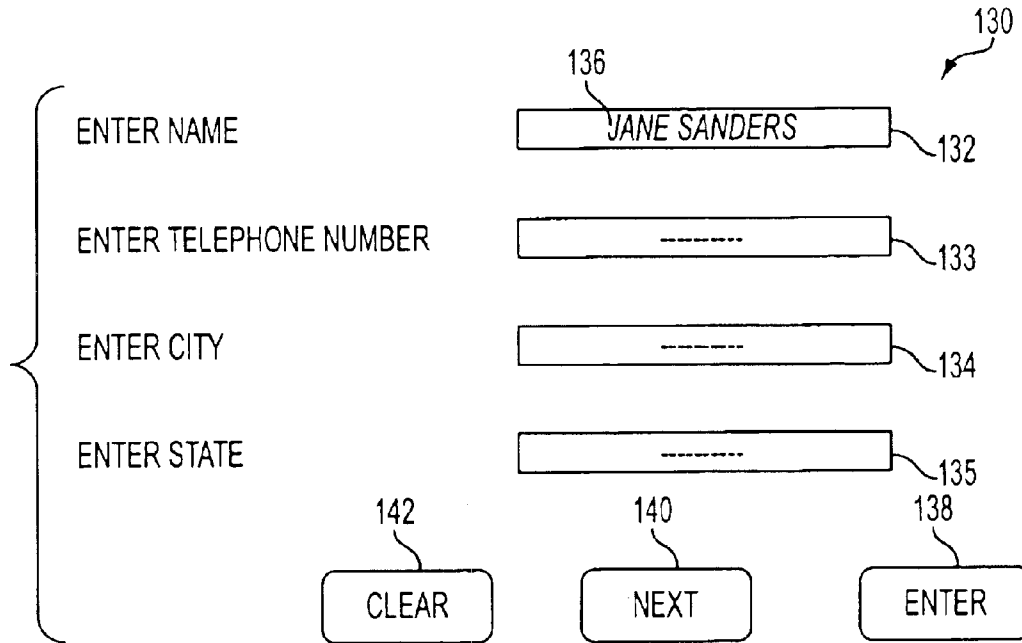 130
136
ENTER NAME JANE SANDERS
132
ENTER TELEPHONE NUMBER ---------
133
ENTER CITY ---------
134
ENTER STATE ---------
135
142 140 138
CLEAR NEXT ENTER